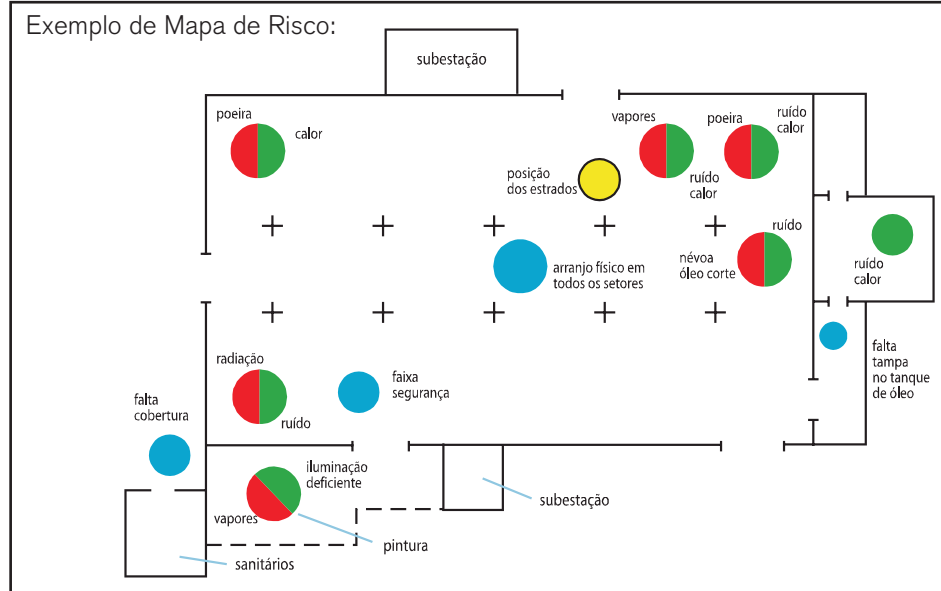 Exemplo de Mapa de Risco:
subestação
poeira
calor
vapores
ruído
calor
poeira
ruído
calor
posição
dos estrados
arranjo físico em
todos os setores
névoa
óleo corte
ruído
ruído
calor
radiação
ruído
faixa
segurança
falta
tampa
no tanque
de óleo
falta
cobertura
iluminação
deficiente
vapores
pintura
subestação
sanitários